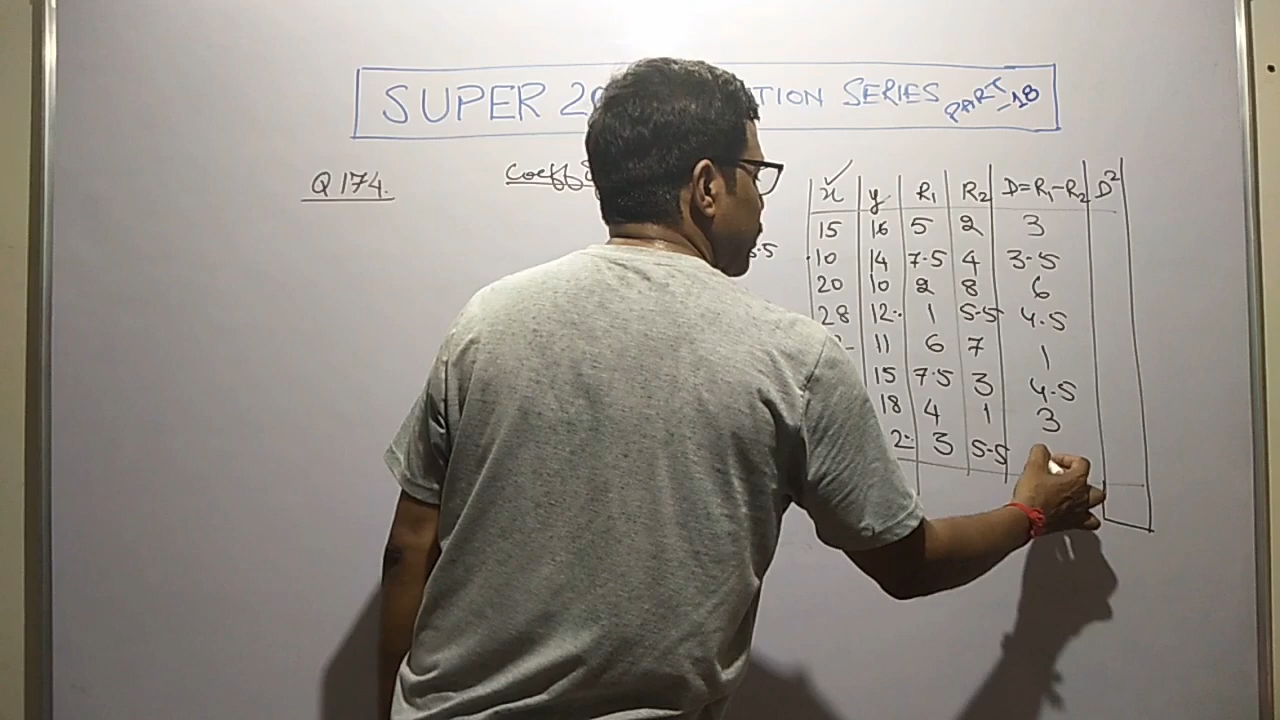 SUPER 20 TION SERIES PART-18
Q 174. Coeff
x ✓ y R₁ R₂ D=R₁-R₂ D²
15 16 5 2 3
10 14 7.5 4 3.5
20 10 2 8 6
28 12 1 5.5 4.5
11 6 7 1
15 7.5 3 4.5
18 4 1 3
2 3 5.5